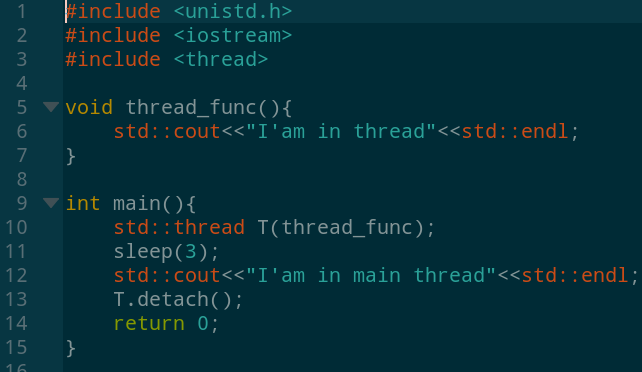 1 #include <unistd.h>
2 #include <iostream>
3 #include <thread>
4
5 void thread_func(){
6     std::cout<<"I'am in thread"<<std::endl;
7 }
8
9 int main(){
10     std::thread T(thread_func);
11     sleep(3);
12     std::cout<<"I'am in main thread"<<std::endl;
13     T.detach();
14     return 0;
15 }
16